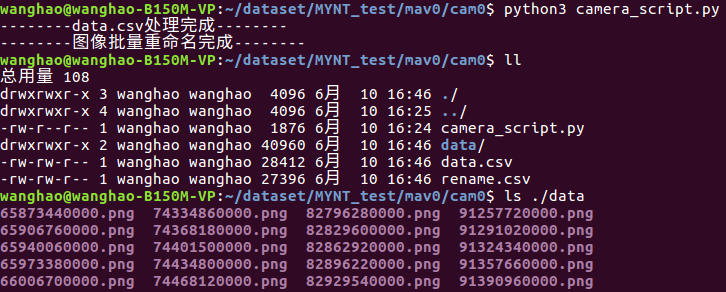 wanghao@wanghao-B150M-VP:~/dataset/MYNT_test/mav0/cam0$ python3 camera_script.py
--------data.csv处理完成--------
--------图像批量重命名完成--------
wanghao@wanghao-B150M-VP:~/dataset/MYNT_test/mav0/cam0$ ll
总用量 108
drwxrwxr-x 3 wanghao wanghao  4096 6月  10 16:46 ./
drwxrwxr-x 4 wanghao wanghao  4096 6月  10 16:25 ../
-rw-r--r-- 1 wanghao wanghao  1876 6月  10 16:24 camera_script.py
drwxrwxr-x 2 wanghao wanghao 40960 6月  10 16:46 data/
-rw-rw-r-- 1 wanghao wanghao 28412 6月  10 16:46 data.csv
-rw-rw-r-- 1 wanghao wanghao 27396 6月  10 16:46 rename.csv
wanghao@wanghao-B150M-VP:~/dataset/MYNT_test/mav0/cam0$ ls ./data
65873440000.png  74334860000.png  82796280000.png  91257720000.png
65906760000.png  74368180000.png  82829600000.png  91291020000.png
65940060000.png  74401500000.png  82862920000.png  91324340000.png
65973380000.png  74434800000.png  82896220000.png  91357660000.png
66006700000.png  74468120000.png  82929540000.png  91390960000.png